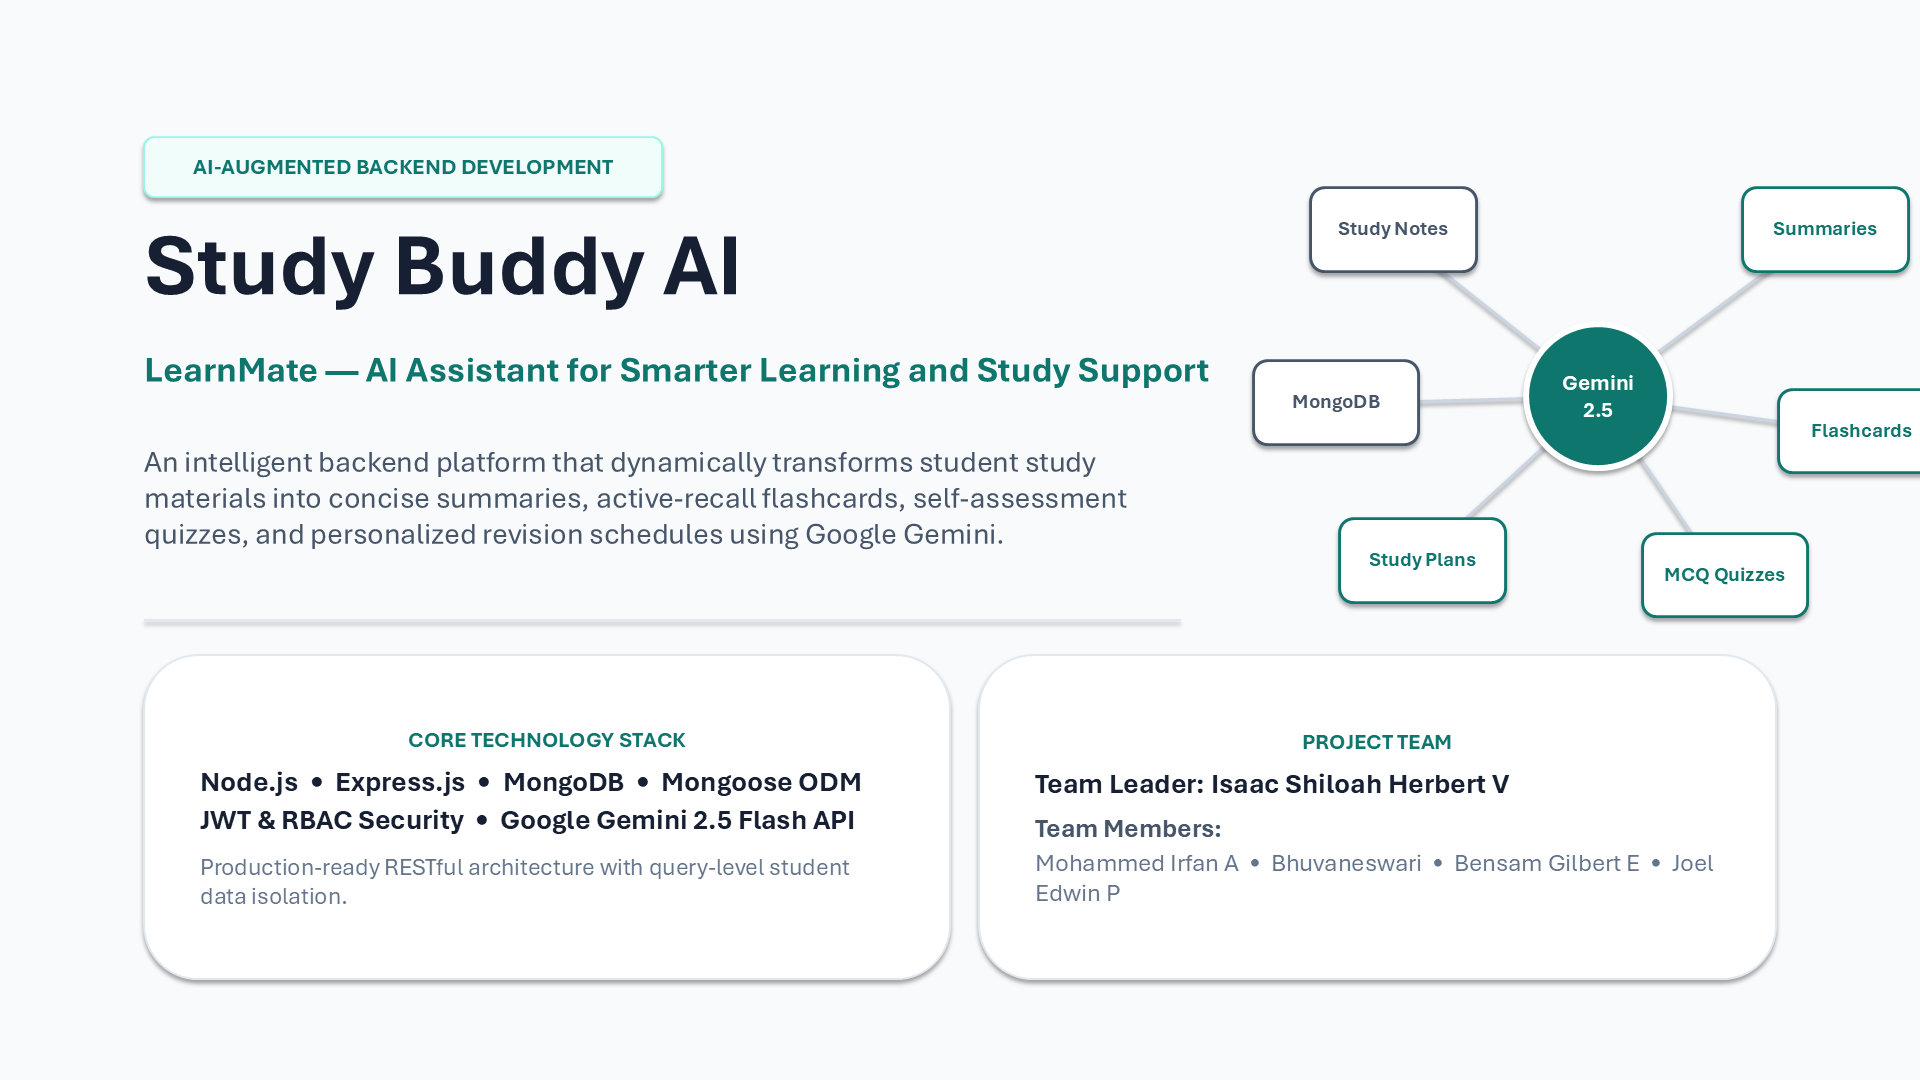 AI-AUGMENTED BACKEND DEVELOPMENT
Study Buddy AI
LearnMate — AI Assistant for Smarter Learning and Study Support
An intelligent backend platform that dynamically transforms student study
materials into concise summaries, active-recall flashcards, self-assessment
quizzes, and personalized revision schedules using Google Gemini.
Study Notes
Summaries
Gemini
2.5
MongoDB
Flashcards
Study Plans
MCQ Quizzes
CORE TECHNOLOGY STACK
Node.js • Express.js • MongoDB • Mongoose ODM
JWT & RBAC Security • Google Gemini 2.5 Flash API
Production-ready RESTful architecture with query-level student
data isolation.
PROJECT TEAM
Team Leader: Isaac Shiloah Herbert V
Team Members:
Mohammed Irfan A • Bhuvaneswari • Bensam Gilbert E • Joel
Edwin P